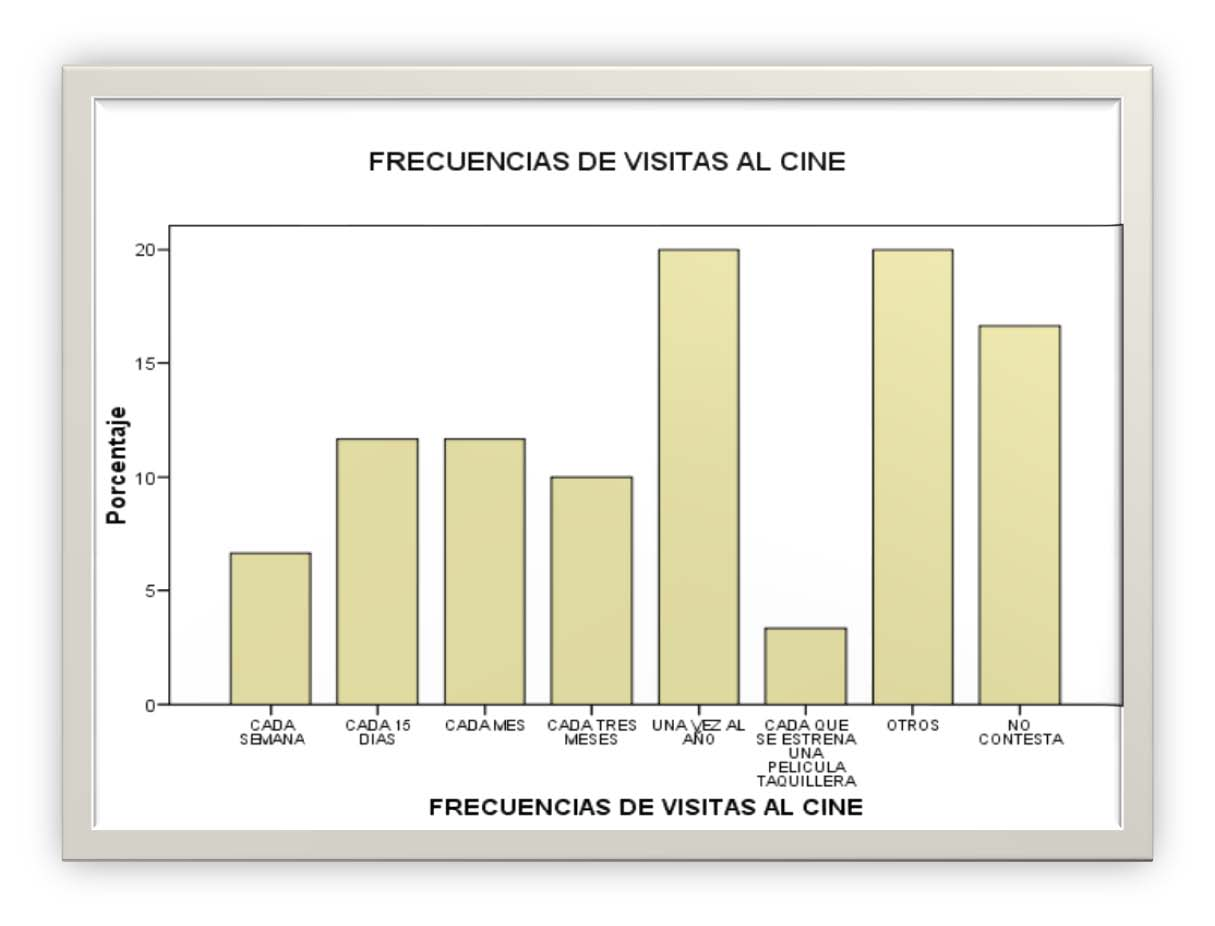 FRECUENCIAS DE VISITAS AL CINE
20
15
10
5
0
Porcentaje
CADA
SEMANA
CADA 15
DIAS
CADA MES
CADA TRES
MESES
UNA VEZ AL
AÑO
CADA QUE
SE ESTRENA
UNA
PELICULA
TAQUILLERA
OTROS
NO
CONTESTA
FRECUENCIAS DE VISITAS AL CINE